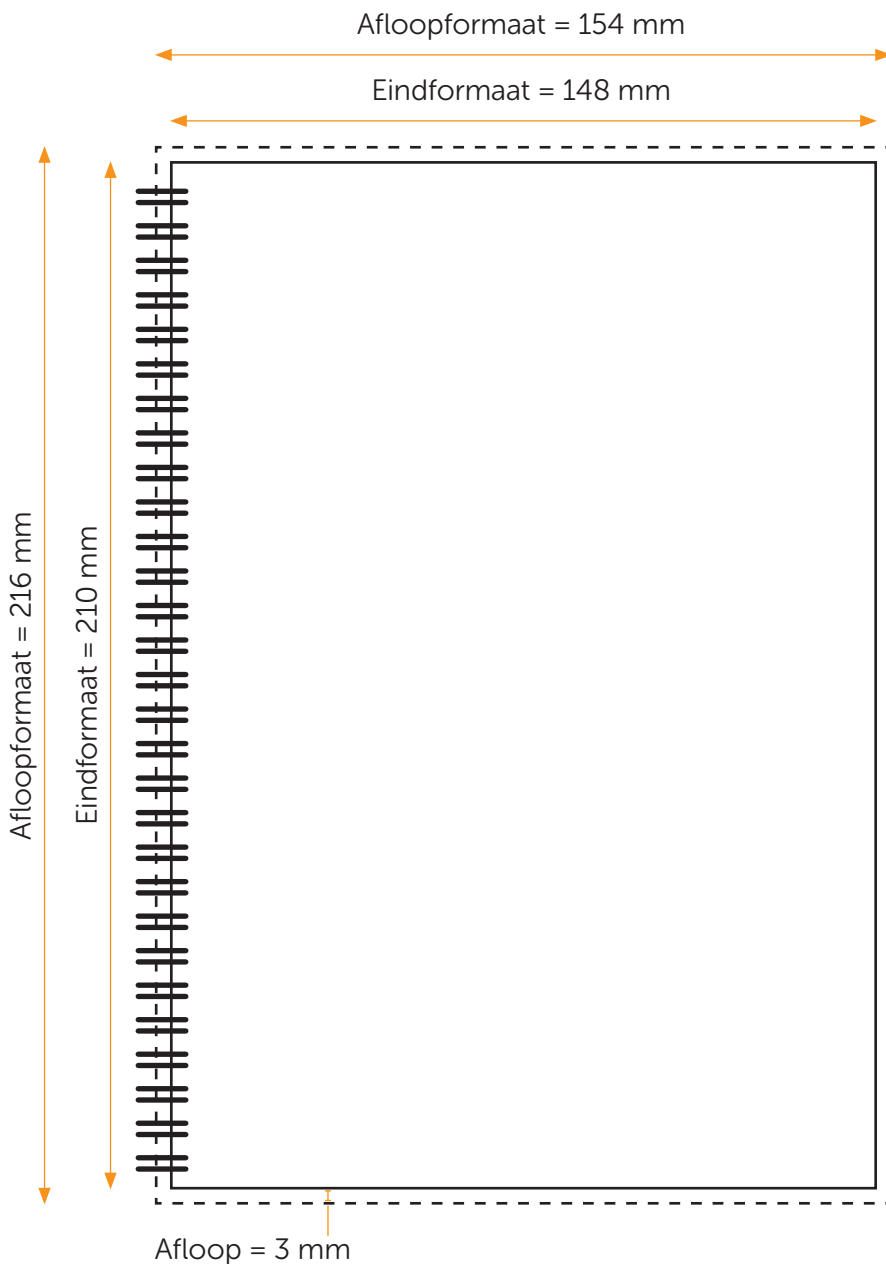 Afloopformaat = 154 mm
Eindformaat = 148 mm
Afloopformaat = 216 mm
Eindformaat = 210 mm
Afloop = 3 mm